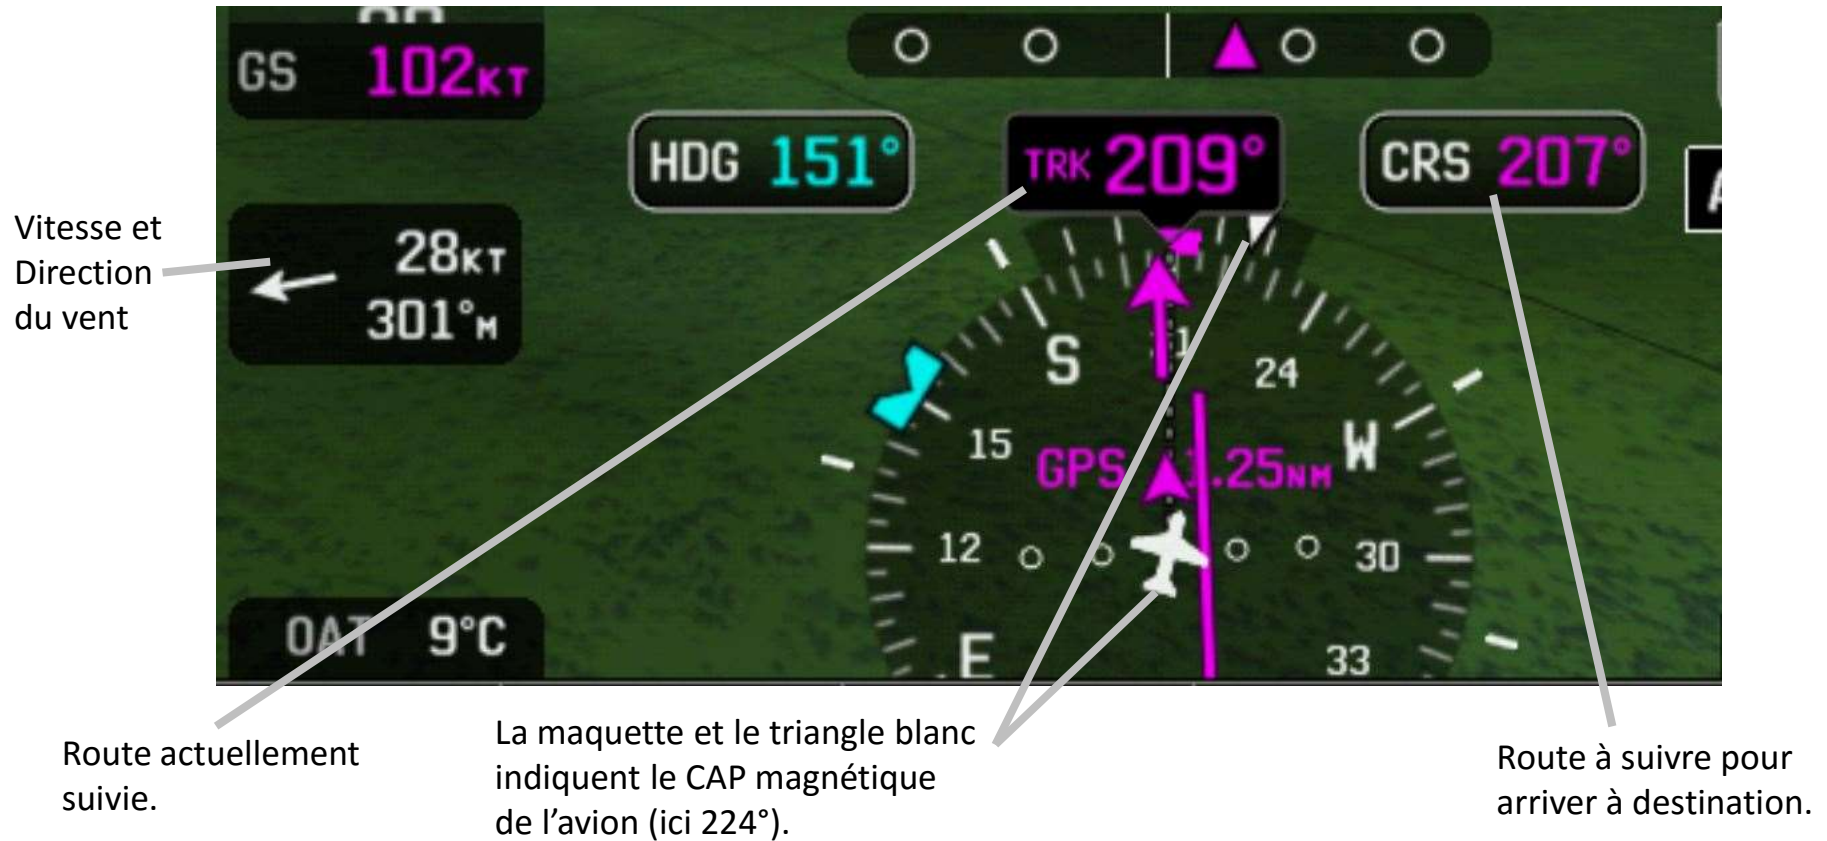 GS 102KT
HDG 151°
TRK 209°
CRS 207°
Vitesse et
Direction
du vent
28KT
301°M
S
24
15
W
GPS .25NM
12
30
OAT 9°C
E
33
Route actuellement
suivie.
La maquette et le triangle blanc
indiquent le CAP magnétique
de l’avion (ici 224°).
Route à suivre pour
arriver à destination.